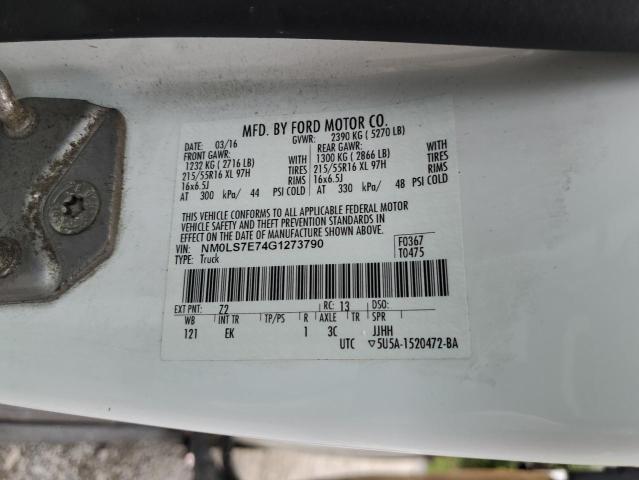 MFD. BY FORD MOTOR CO.
DATE: 03/16 GVWR: 2390 KG ( 5270 LB)
FRONT GAWR: REAR GAWR:
1232 KG ( 2716 LB) WITH 1300 KG ( 2866 LB) WITH
215/55R16 XL 97H TIRES 215/55R16 XL 97H TIRES
16x6.5J RIMS 16x6.5J RIMS
AT 300 kPa/ 44 PSI COLD AT 330 kPa/ 48 PSI COLD
THIS VEHICLE CONFORMS TO ALL APPLICABLE FEDERAL MOTOR
VEHICLE SAFETY AND THEFT PREVENTION STANDARDS IN
EFFECT ON THE DATE OF MANUFACTURE SHOWN ABOVE.
VIN: NM0LS7E74G1273790 F0367
TYPE: Truck T0475
EXT PNT: Z2 RC: 13 DSO:
WB INT TR TP/PS R AXLE TR SPR
121 EK 1 3C JJHH
UTC ▽5U5A-1520472-BA